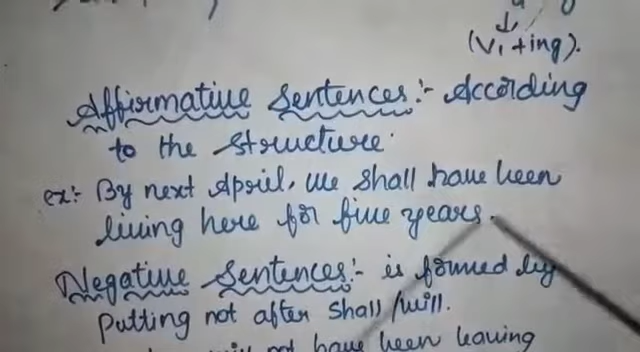 (V₁ + ing).
Affirmative Sentences:- According
to the structure.
ex:- By next April, we shall have been
living here for five years.
Negative Sentences:- is formed by
Putting not after shall/will.
not have been leaving